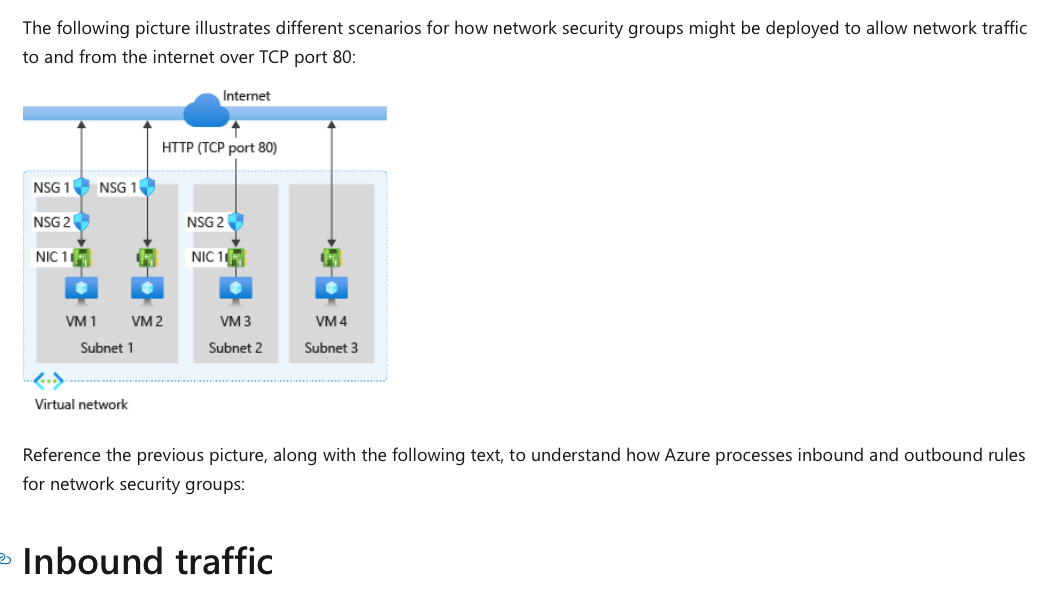 The following picture illustrates different scenarios for how network security groups might be deployed to allow network traffic
to and from the internet over TCP port 80:
Internet
HTTP (TCP port 80)
NSG 1
NSG 1
NSG 2
NSG 2
NIC 1
NIC 1
VM 1
VM 2
VM 3
VM 4
Subnet 1
Subnet 2
Subnet 3
Virtual network
Reference the previous picture, along with the following text, to understand how Azure processes inbound and outbound rules
for network security groups:
Inbound traffic